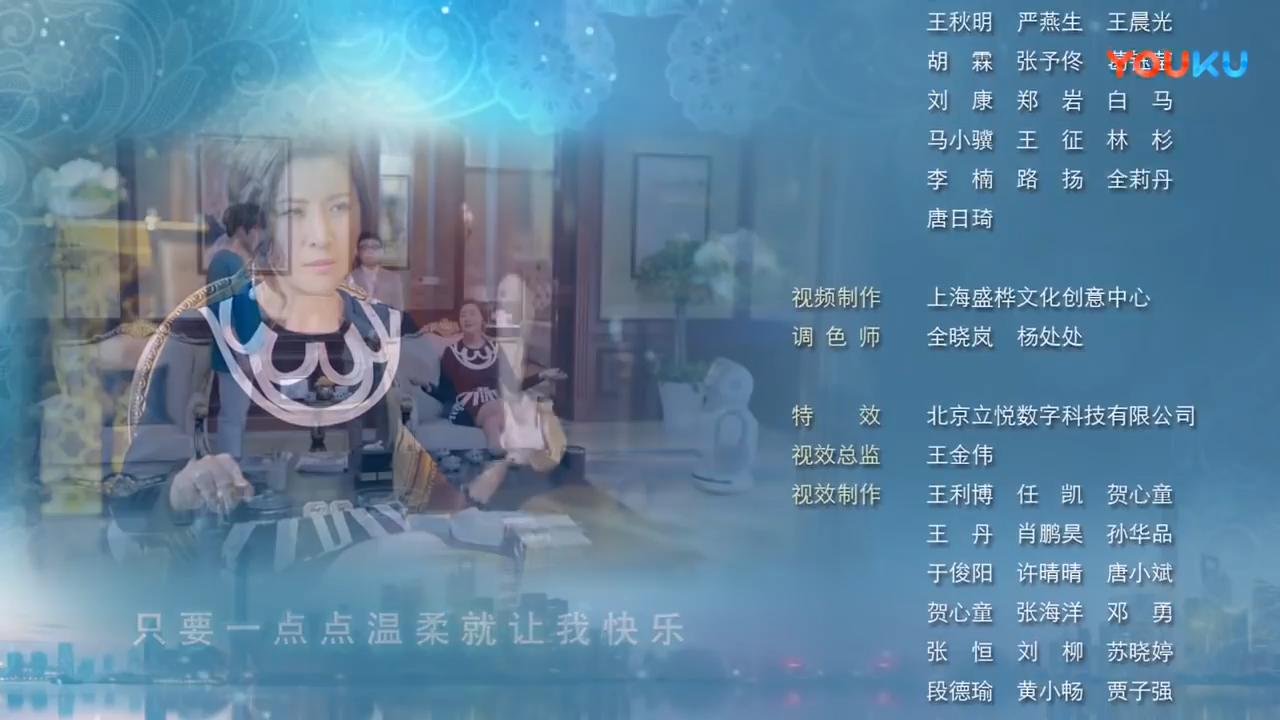 王秋明 严燕生 王晨光
胡 霖 张予佟
YOUKU
刘 康 郑 岩 白 马
马小骥 王 征 林 杉
李 楠 路 扬 全莉丹
唐日琦
视频制作 上海盛桦文化创意中心
调色师 全晓岚 杨处处
特 效 北京立悦数字科技有限公司
视效总监 王金伟
视效制作 王利博 任 凯 贺心童
王 丹 肖鹏昊 孙华品
于俊阳 许晴晴 唐小斌
贺心童 张海洋 邓 勇
张 恒 刘 柳 苏晓婷
段德瑜 黄小畅 贾子强
只要一点点温柔就让我快乐